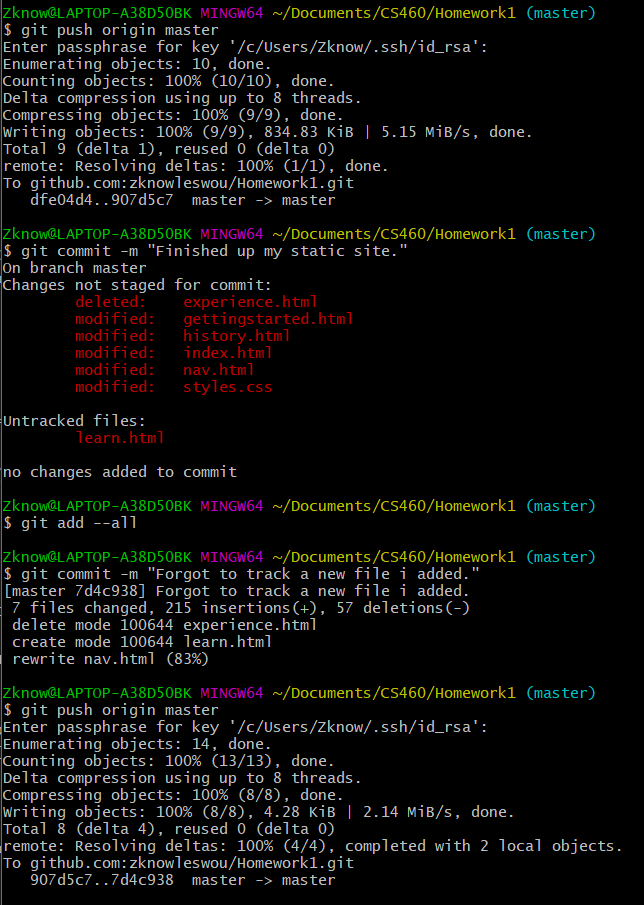 Zknow@LAPTOP-A38D50BK MINGW64 ~/Documents/CS460/Homework1 (master)
$ git push origin master
Enter passphrase for key '/c/Users/Zknow/.ssh/id_rsa':
Enumerating objects: 10, done.
Counting objects: 100% (10/10), done.
Delta compression using up to 8 threads.
Compressing objects: 100% (9/9), done.
Writing objects: 100% (9/9), 834.83 KiB | 5.15 MiB/s, done.
Total 9 (delta 1), reused 0 (delta 0)
remote: Resolving deltas: 100% (1/1), done.
To github.com:zknowleswou/Homework1.git
   dfe04d4..907d5c7  master -> master

Zknow@LAPTOP-A38D50BK MINGW64 ~/Documents/CS460/Homework1 (master)
$ git commit -m "Finished up my static site."
On branch master
Changes not staged for commit:
        deleted:    experience.html
        modified:   gettingstarted.html
        modified:   history.html
        modified:   index.html
        modified:   nav.html
        modified:   styles.css

Untracked files:
        learn.html

no changes added to commit

Zknow@LAPTOP-A38D50BK MINGW64 ~/Documents/CS460/Homework1 (master)
$ git add --all

Zknow@LAPTOP-A38D50BK MINGW64 ~/Documents/CS460/Homework1 (master)
$ git commit -m "Forgot to track a new file i added."
[master 7d4c938] Forgot to track a new file i added.
 7 files changed, 215 insertions(+), 57 deletions(-)
 delete mode 100644 experience.html
 create mode 100644 learn.html
 rewrite nav.html (83%)

Zknow@LAPTOP-A38D50BK MINGW64 ~/Documents/CS460/Homework1 (master)
$ git push origin master
Enter passphrase for key '/c/Users/Zknow/.ssh/id_rsa':
Enumerating objects: 14, done.
Counting objects: 100% (13/13), done.
Delta compression using up to 8 threads.
Compressing objects: 100% (8/8), done.
Writing objects: 100% (8/8), 4.28 KiB | 2.14 MiB/s, done.
Total 8 (delta 4), reused 0 (delta 0)
remote: Resolving deltas: 100% (4/4), completed with 2 local objects.
To github.com:zknowleswou/Homework1.git
   907d5c7..7d4c938  master -> master